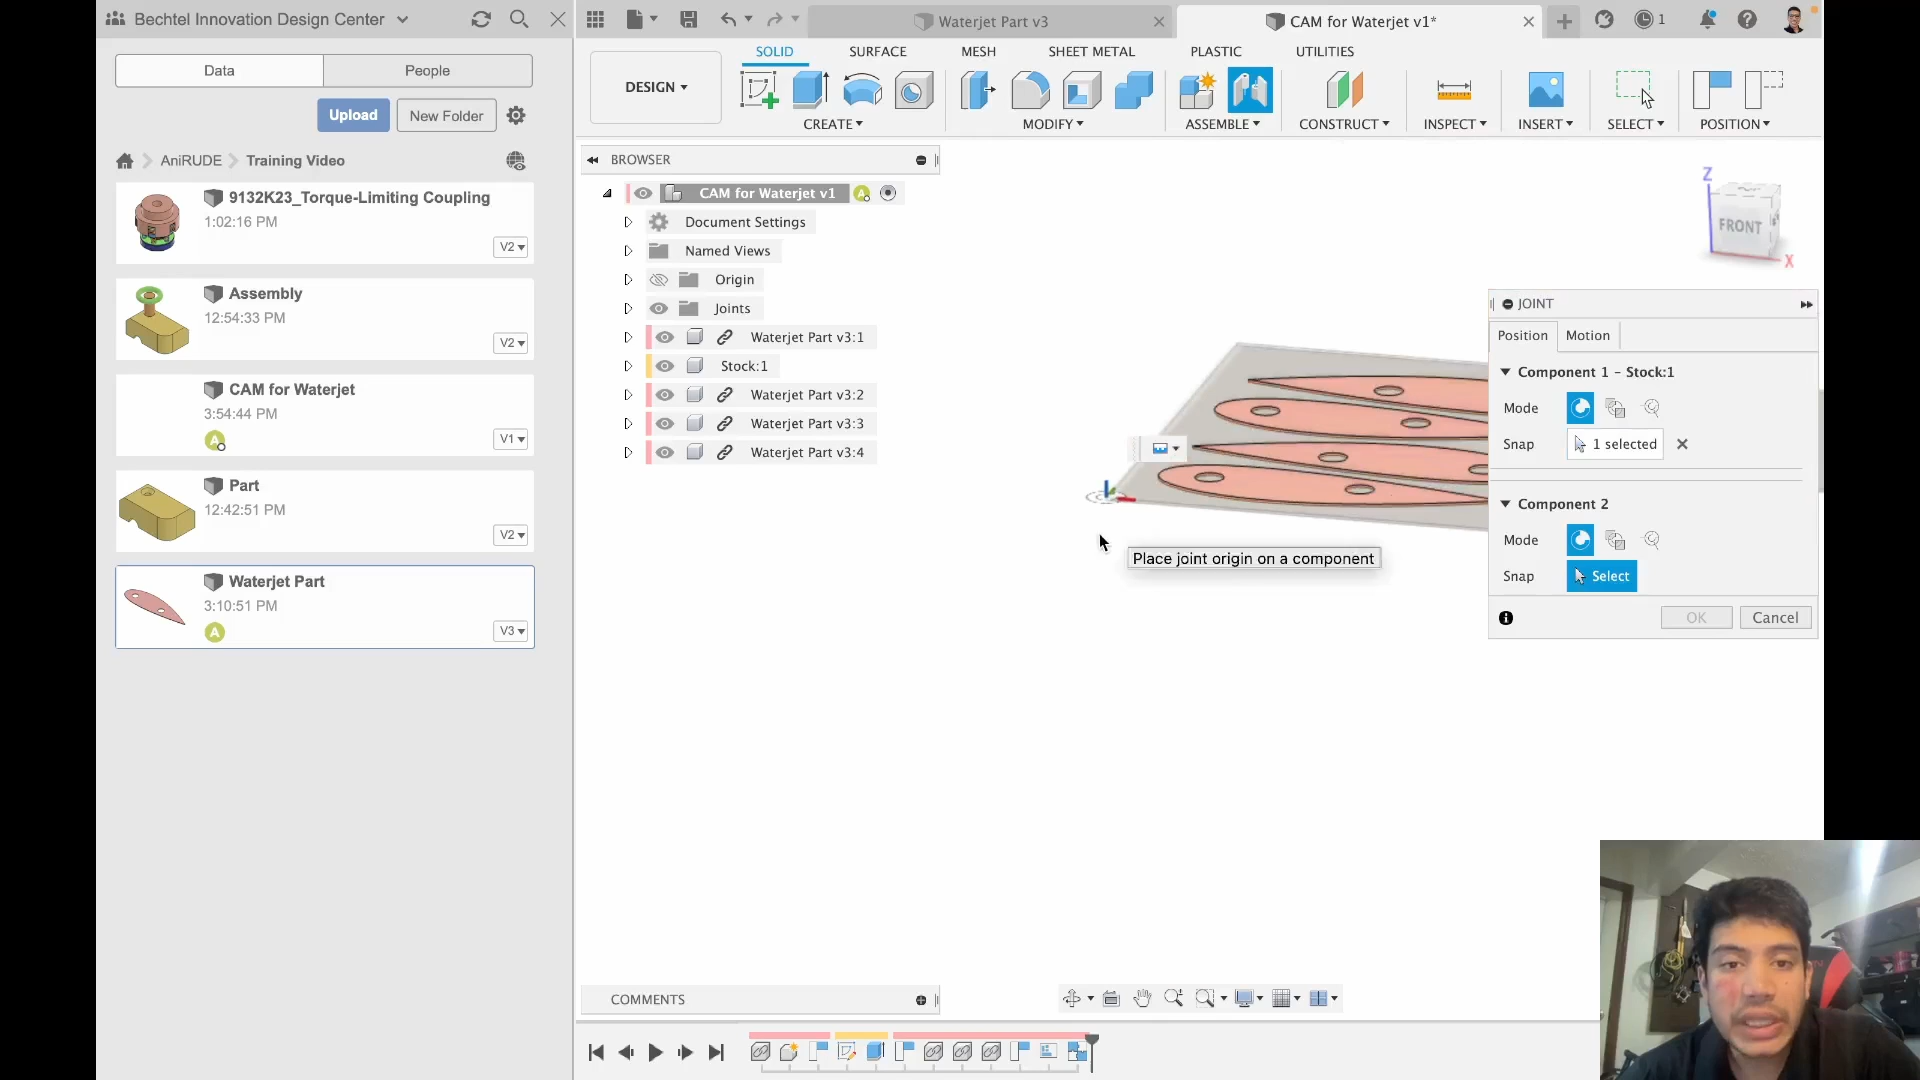 Bechtel Innovation Design Center
Data
People
Upload
New Folder
AniRUDE
Training Video
9132K23_Torque-Limiting Coupling
1:02:16 PM
V2
Assembly
12:54:33 PM
V2
CAM for Waterjet
3:54:44 PM
A
V1
Part
12:42:51 PM
V2
Waterjet Part
3:10:51 PM
A
V3
Waterjet Part v3
CAM for Waterjet v1*
1
DESIGN
SOLID
SURFACE
MESH
SHEET METAL
PLASTIC
UTILITIES
CREATE
MODIFY
ASSEMBLE
CONSTRUCT
INSPECT
INSERT
SELECT
POSITION
BROWSER
CAM for Waterjet v1
A
Document Settings
Named Views
Origin
Joints
Waterjet Part v3:1
Stock:1
Waterjet Part v3:2
Waterjet Part v3:3
Waterjet Part v3:4
Z
FRONT
X
Place joint origin on a component
JOINT
Position
Motion
Component 1 - Stock:1
Mode
Snap
1 selected
Component 2
Mode
Snap
Select
OK
Cancel
COMMENTS